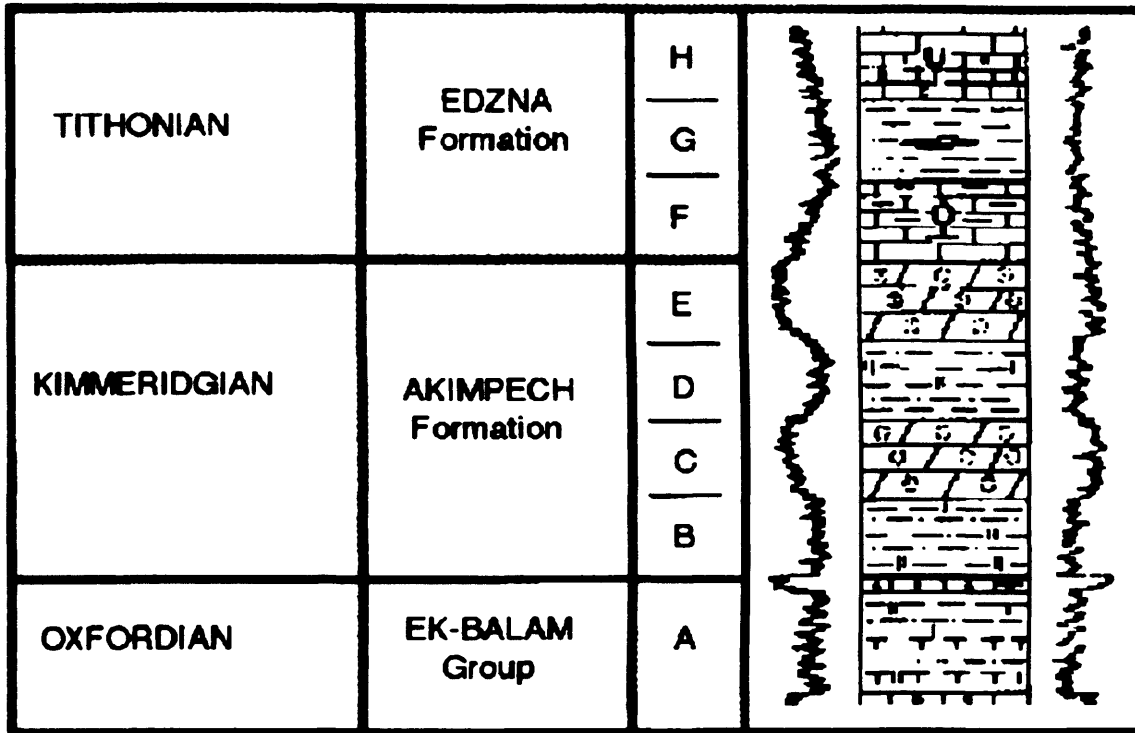 TITHONIAN
EDZNA
Formation
H
G
F
KIMMERIDGIAN
AKIMPECH
Formation
E
D
C
B
OXFORDIAN
EK-BALAM
Group
A